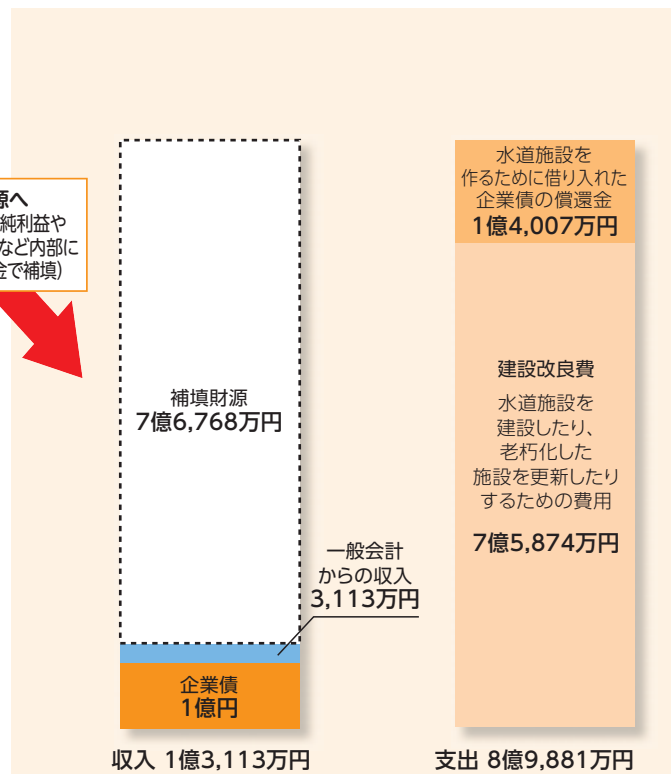 源へ
純利益や
など内部に
金で補填)
補填財源
7億6,768万円
一般会計
からの収入
3,113万円
企業債
1億円
収入 1億3,113万円
水道施設を
作るために借り入れた
企業債の償還金
1億4,007万円
建設改良費
水道施設を
建設したり、
老朽化した
施設を更新したり
するための費用
7億5,874万円
支出 8億9,881万円